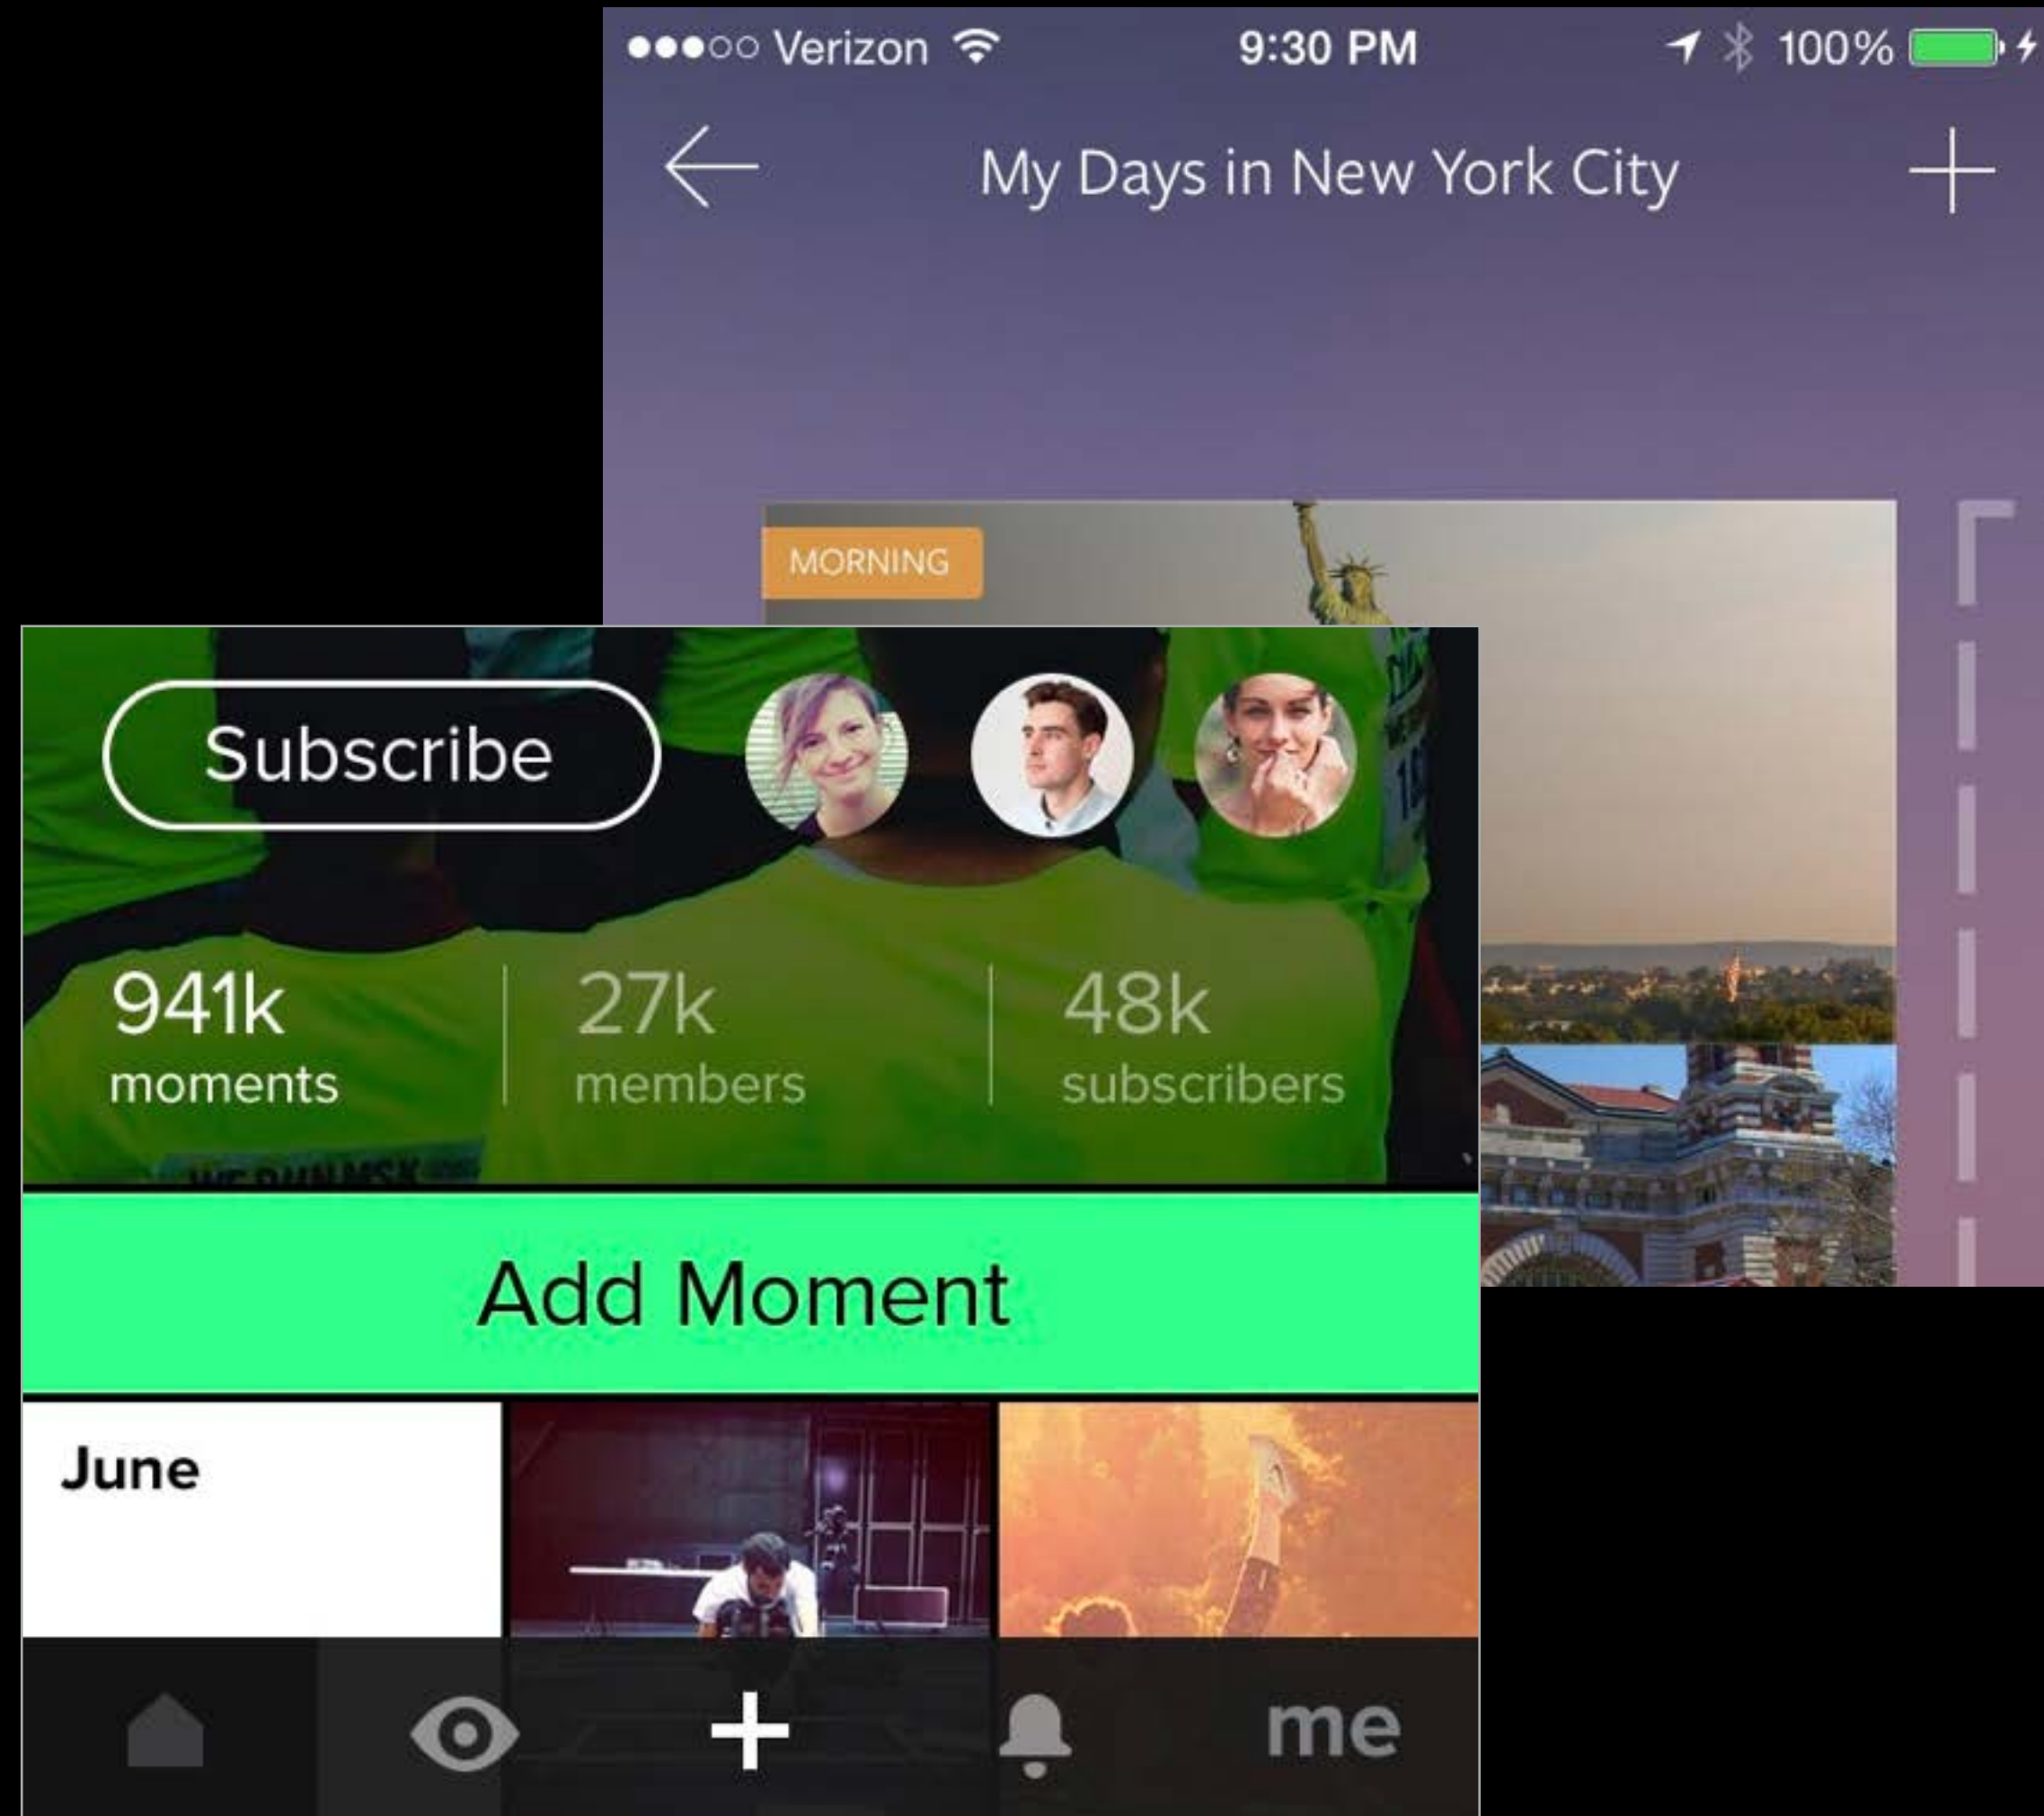 Verizon 9:30 PM 100%
My Days in New York City
MORNING
Subscribe
941k 27k 48k
moments members subscribers
Add Moment
June
me